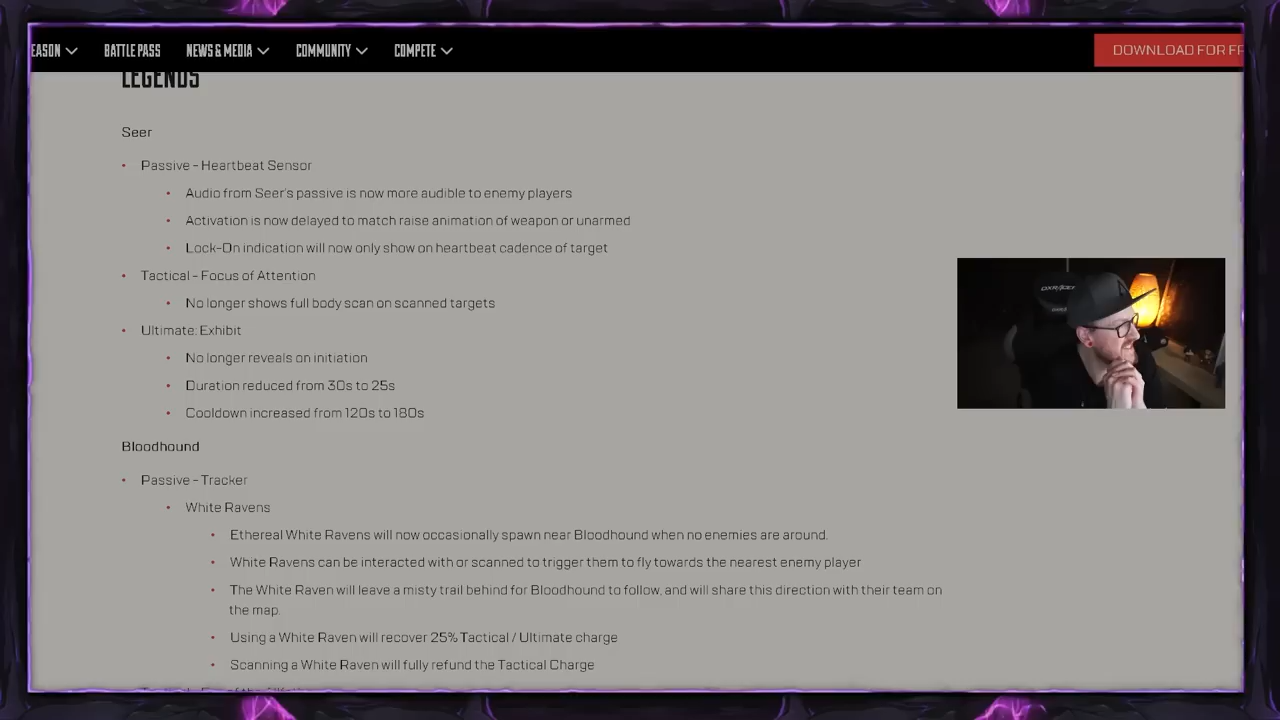 EASON
BATTLE PASS
NEWS & MEDIA
COMMUNITY
COMPETE
DOWNLOAD FOR FR
LEGENDS
Seer
• Passive - Heartbeat Sensor
• Audio from Seer's passive is now more audible to enemy players
• Activation is now delayed to match raise animation of weapon or unarmed
• Lock-On indication will now only show on heartbeat cadence of target
• Tactical - Focus of Attention
• No longer shows full body scan on scanned targets
• Ultimate: Exhibit
• No longer reveals on initiation
• Duration reduced from 30s to 25s
• Cooldown increased from 120s to 180s
Bloodhound
• Passive - Tracker
• White Ravens
• Ethereal White Ravens will now occasionally spawn near Bloodhound when no enemies are around.
• White Ravens can be interacted with or scanned to trigger them to fly towards the nearest enemy player
• The White Raven will leave a misty trail behind for Bloodhound to follow, and will share this direction with their team on
the map.
• Using a White Raven will recover 25% Tactical / Ultimate charge
• Scanning a White Raven will fully refund the Tactical Charge